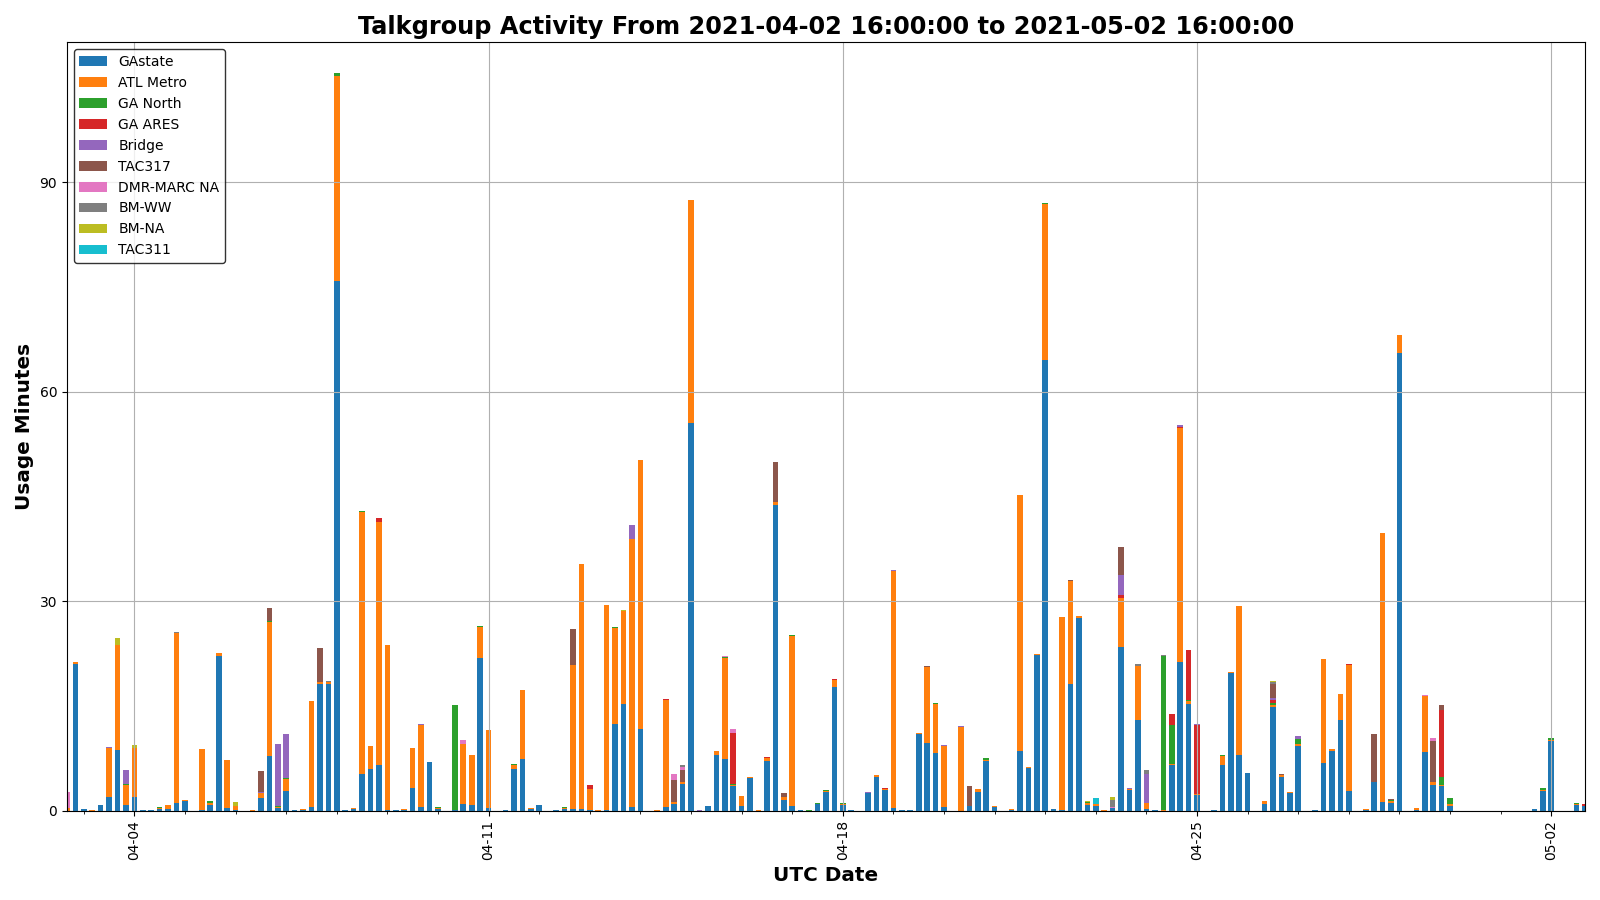 Talkgroup Activity From 2021-04-02 16:00:00 to 2021-05-02 16:00:00
GAstate
ATL Metro
GA North
GA ARES
Bridge
TAC317
DMR-MARC NA
BM-WW
BM-NA
TAC311
90
60
30
0
Usage Minutes
04-04
04-11
04-18
04-25
05-02
UTC Date